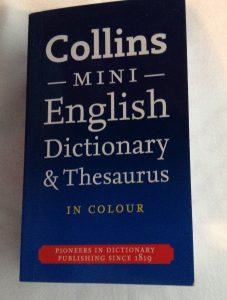 Collins
— MINI —
English
Dictionary
& Thesaurus
IN COLOUR
PIONEERS IN DICTIONARY
PUBLISHING SINCE 1819